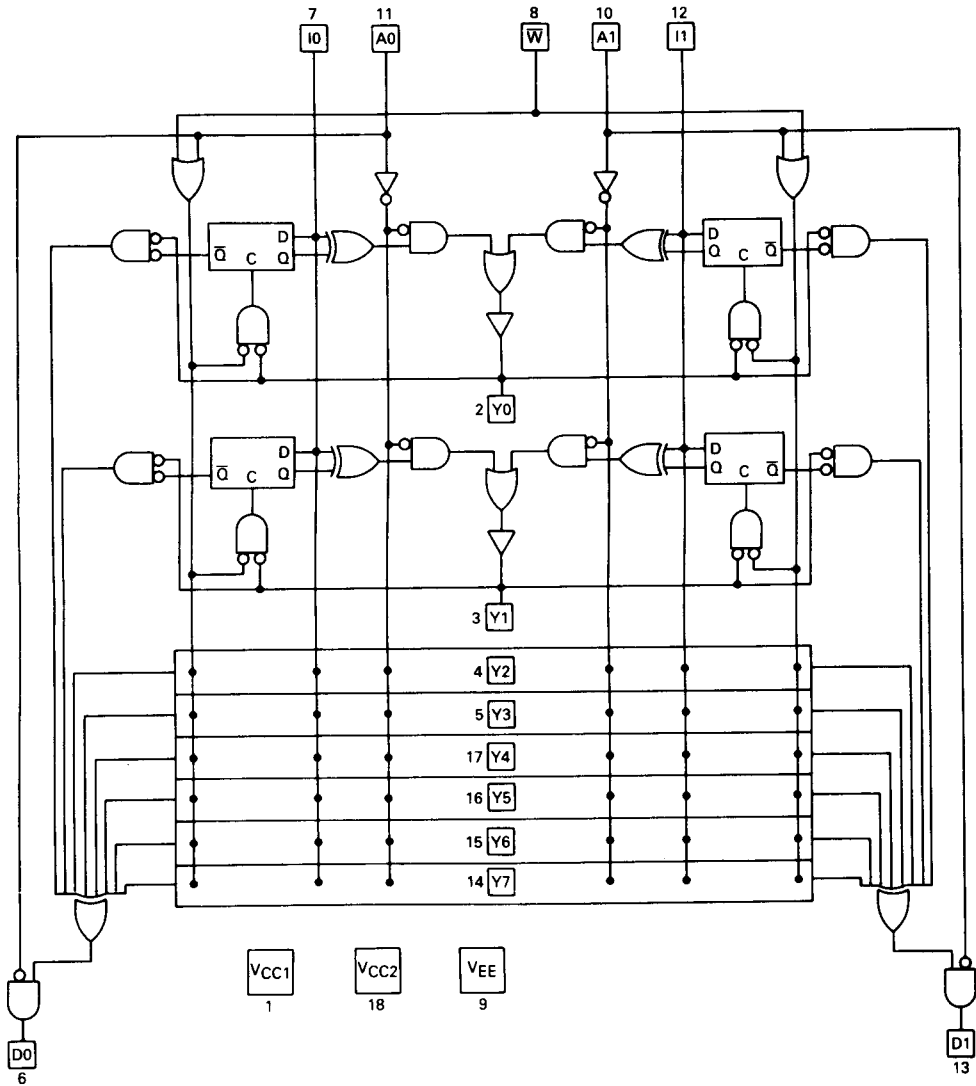 7 11 8 10 12
I0 A0 W̅ A1 I1
D D
Q̅ C Q Q C Q̅
2 Y0
D D
Q̅ C Q Q C Q̅
3 Y1
4 Y2
5 Y3
17 Y4
16 Y5
15 Y6
14 Y7
VCC1 VCC2 VEE
1 18 9
D0 D1
6 13